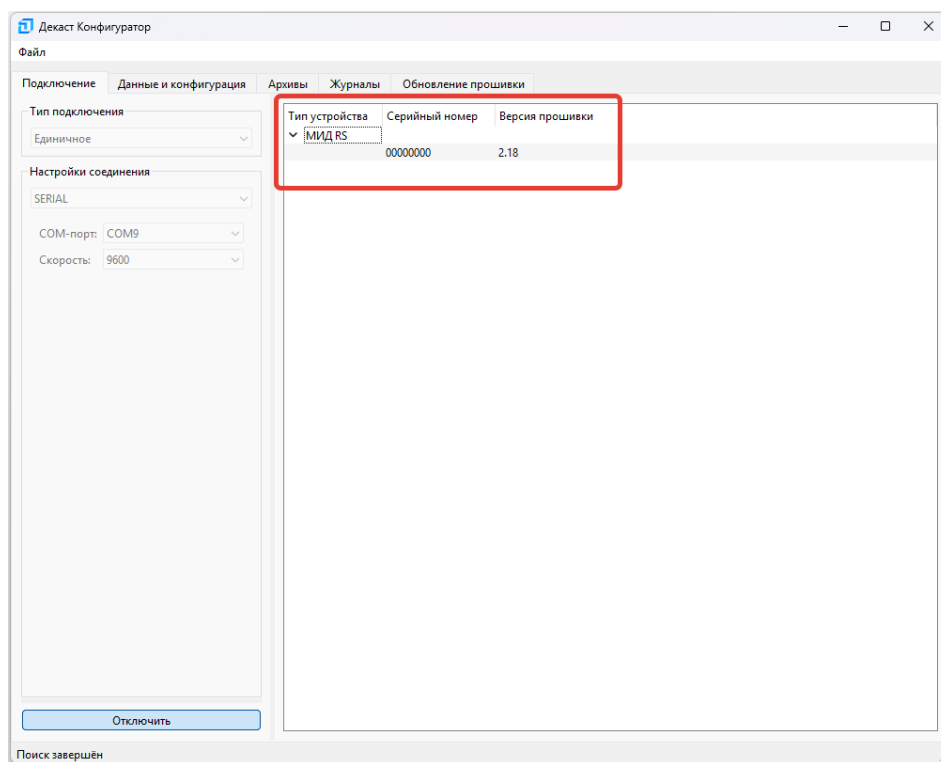 Декаст Конфигуратор
Файл
Подключение Данные и конфигурация Архивы Журналы Обновление прошивки
Тип подключения
Единичное
Настройки соединения
SERIAL
COM-порт: COM9
Скорость: 9600
Тип устройства Серийный номер Версия прошивки
МИД RS
00000000 2.18
Отключить
Поиск завершён